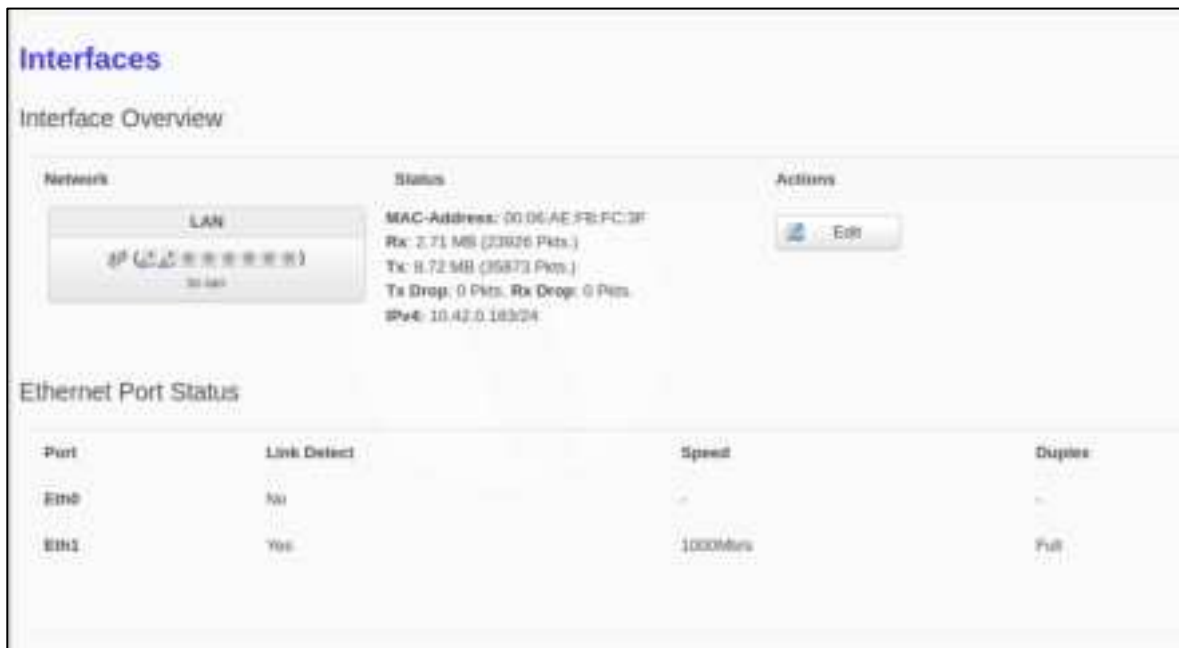 Interfaces
Interface Overview
Network Status Actions
LAN
MAC-Address: 00:06:AE:FB:FC:3F
Edit
Rx: 2.71 MB (23926 Pkts.)
Tx: 9.72 MB (35873 Pkts.)
Tx Drop: 0 Pkts. Rx Drop: 0 Pkts.
IPv4: 10.42.0.163/24
Ethernet Port Status
Port Link Detect Speed Duplex
Eth0 No - -
Eth1 Yes 1000Mb/s Full